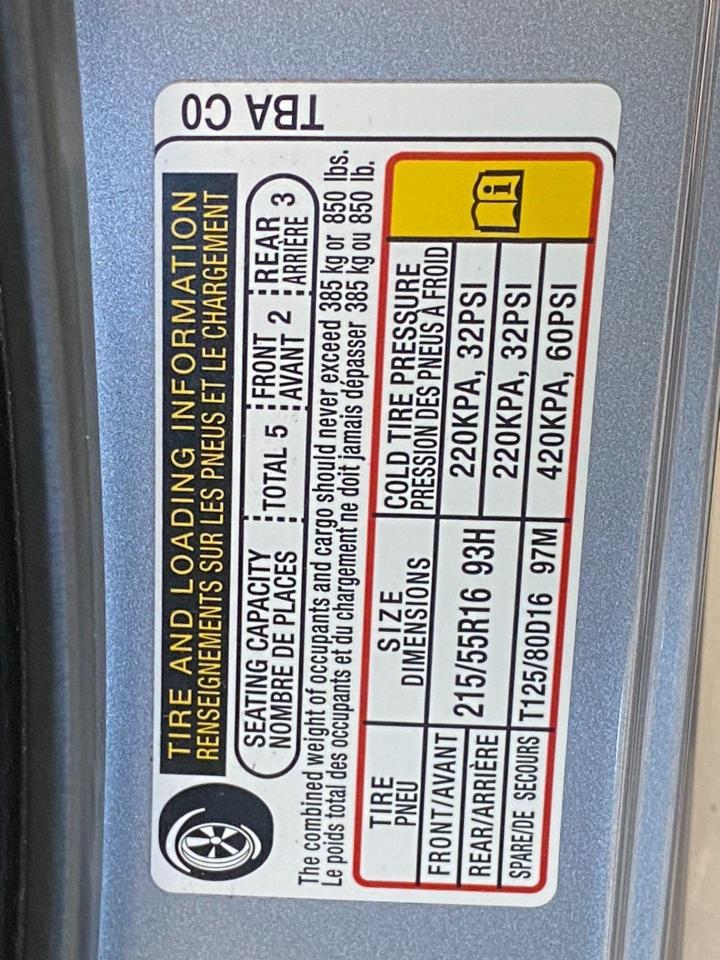 TIRE AND LOADING INFORMATION
RENSEIGNEMENTS SUR LES PNEUS ET LE CHARGEMENT
SEATING CAPACITY TOTAL 5 FRONT 2 REAR 3
NOMBRE DE PLACES AVANT ARRIÈRE
The combined weight of occupants and cargo should never exceed 385 kg or 850 lbs.
Le poids total des occupants et du chargement ne doit jamais dépasser 385 kg ou 850 lb.
TIRE SIZE COLD TIRE PRESSURE
PNEU DIMENSIONS PRESSION DES PNEUS À FROID
FRONT/AVANT 215/55R16 93H 220KPA, 32PSI
REAR/ARRIÈRE 220KPA, 32PSI
SPARE/DE SECOURS T125/80D16 97M 420KPA, 60PSI
TBA C0